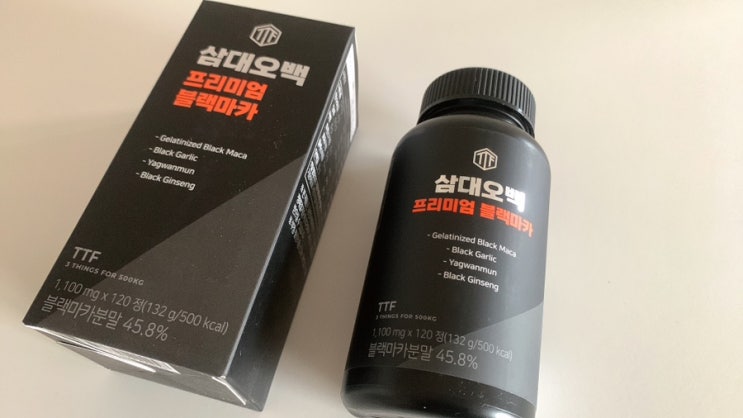 TTF
삼대오백
프리미엄
블랙마카
- Gelatinized Black Maca
- Black Garlic
- Yagwanmun
- Black Ginseng
TTF
3 THINGS FOR 500KG
1,100 mg x 120 정(132 g/500 kcal)
블랙마카분말 45.8%
TTF
삼대오백
프리미엄 블랙마카
- Gelatinized Black Maca
- Black Garlic
- Yagwanmun
- Black Ginseng
TTF
3 THINGS FOR 500KG
1,100 mg x 120 정(132 g/500 kcal)
블랙마카분말 45.8%